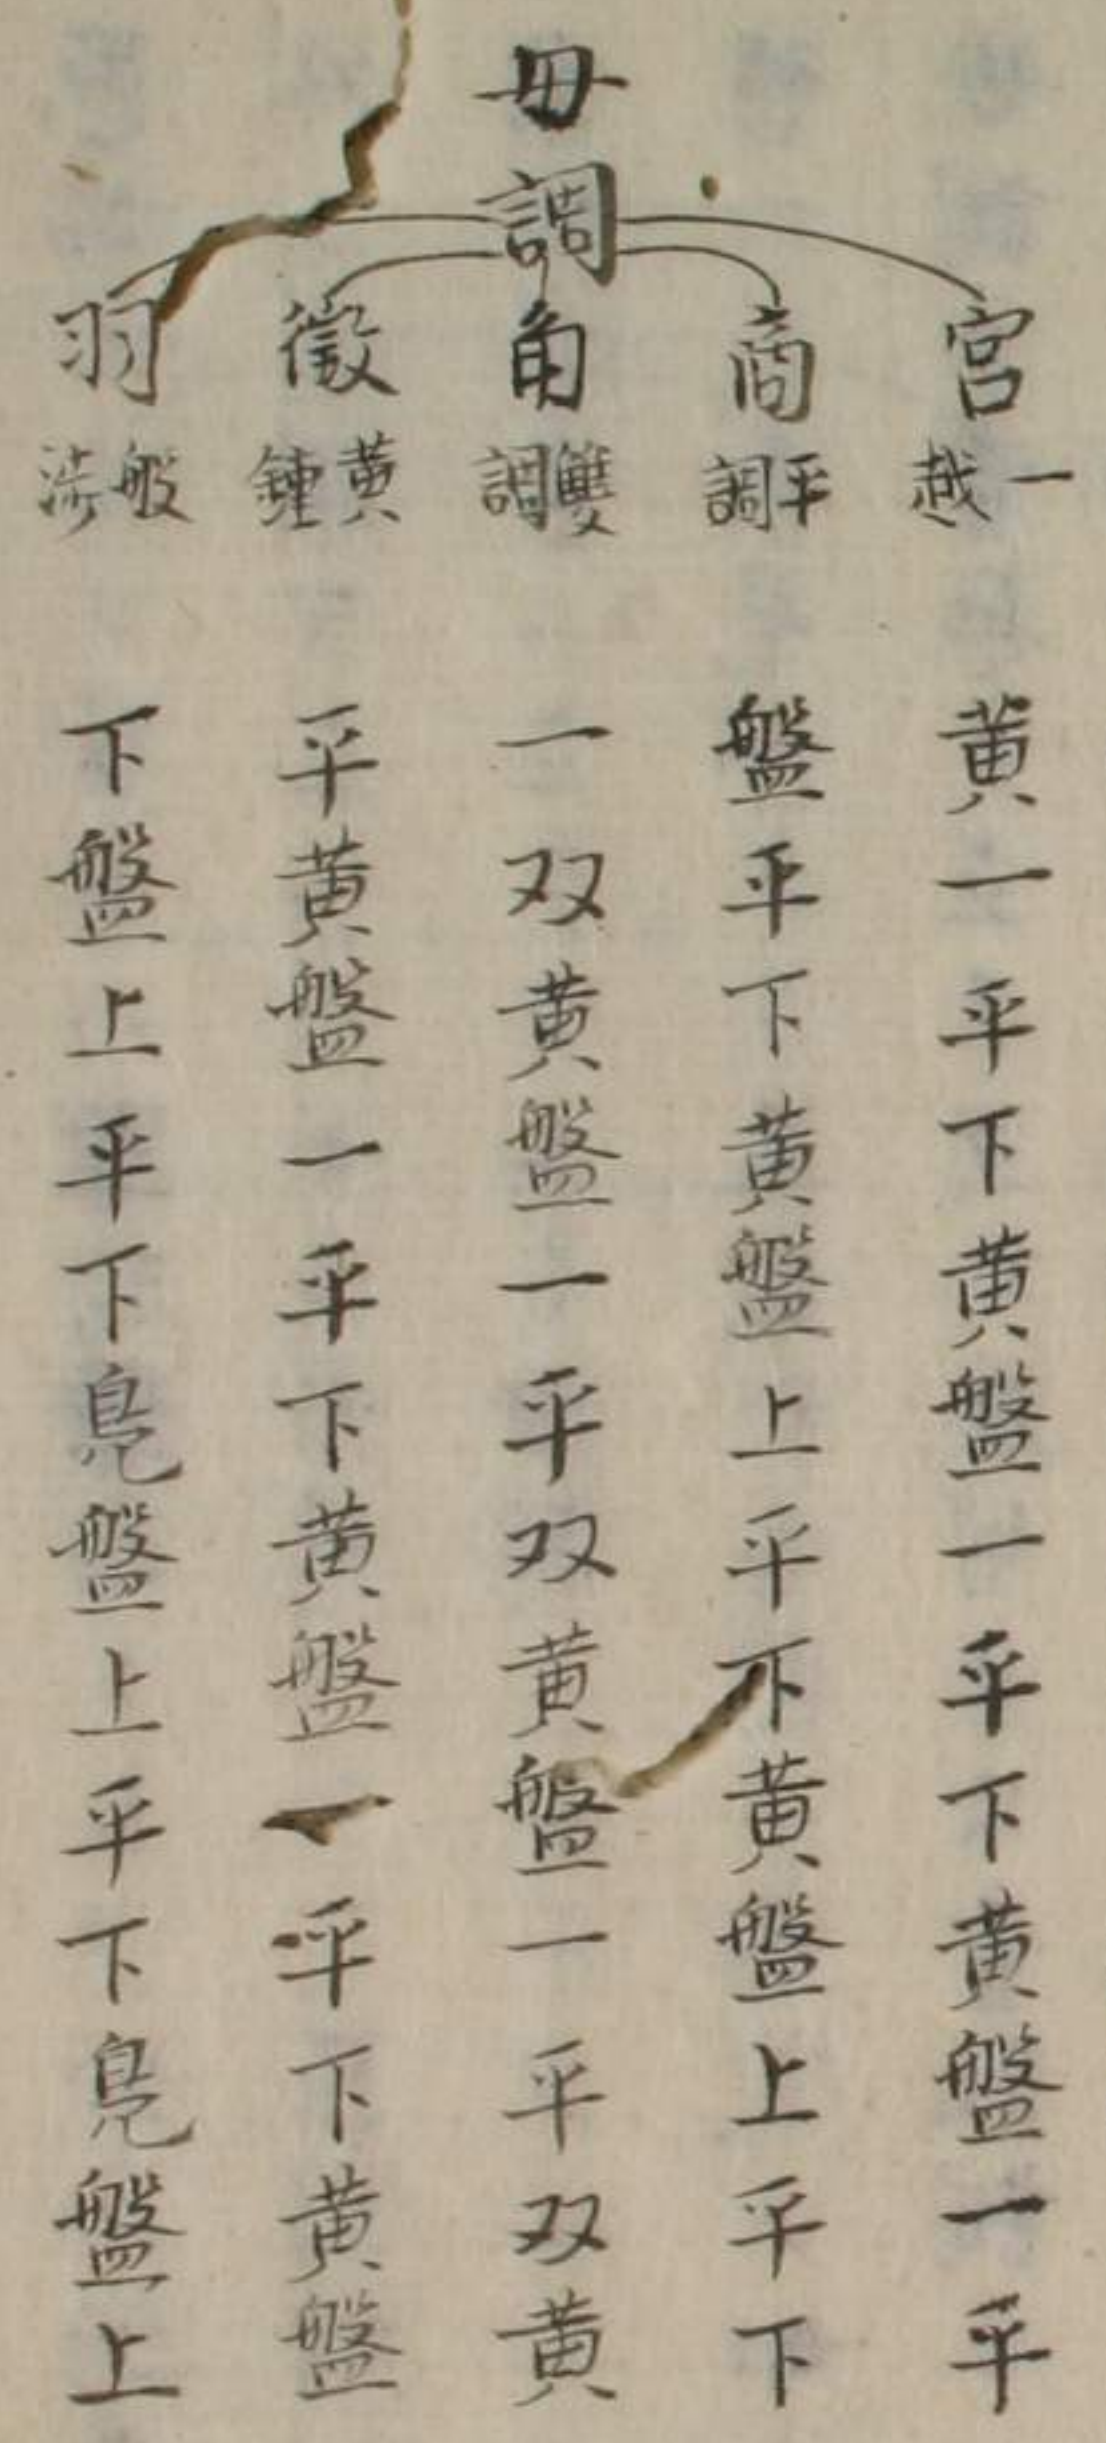 毋調
宮
一越
黄一平下黄盤一平下黄盤一平
商
平調
盤平下黄盤上平下黄盤上平下
角
雙調
一双黄盤一平双黄盤一平双黄
徵
黄鍾
平黄盤一平下黄盤一平下黄盤
羽
般渉
下盤上平下鳧盤上平下鳧盤上